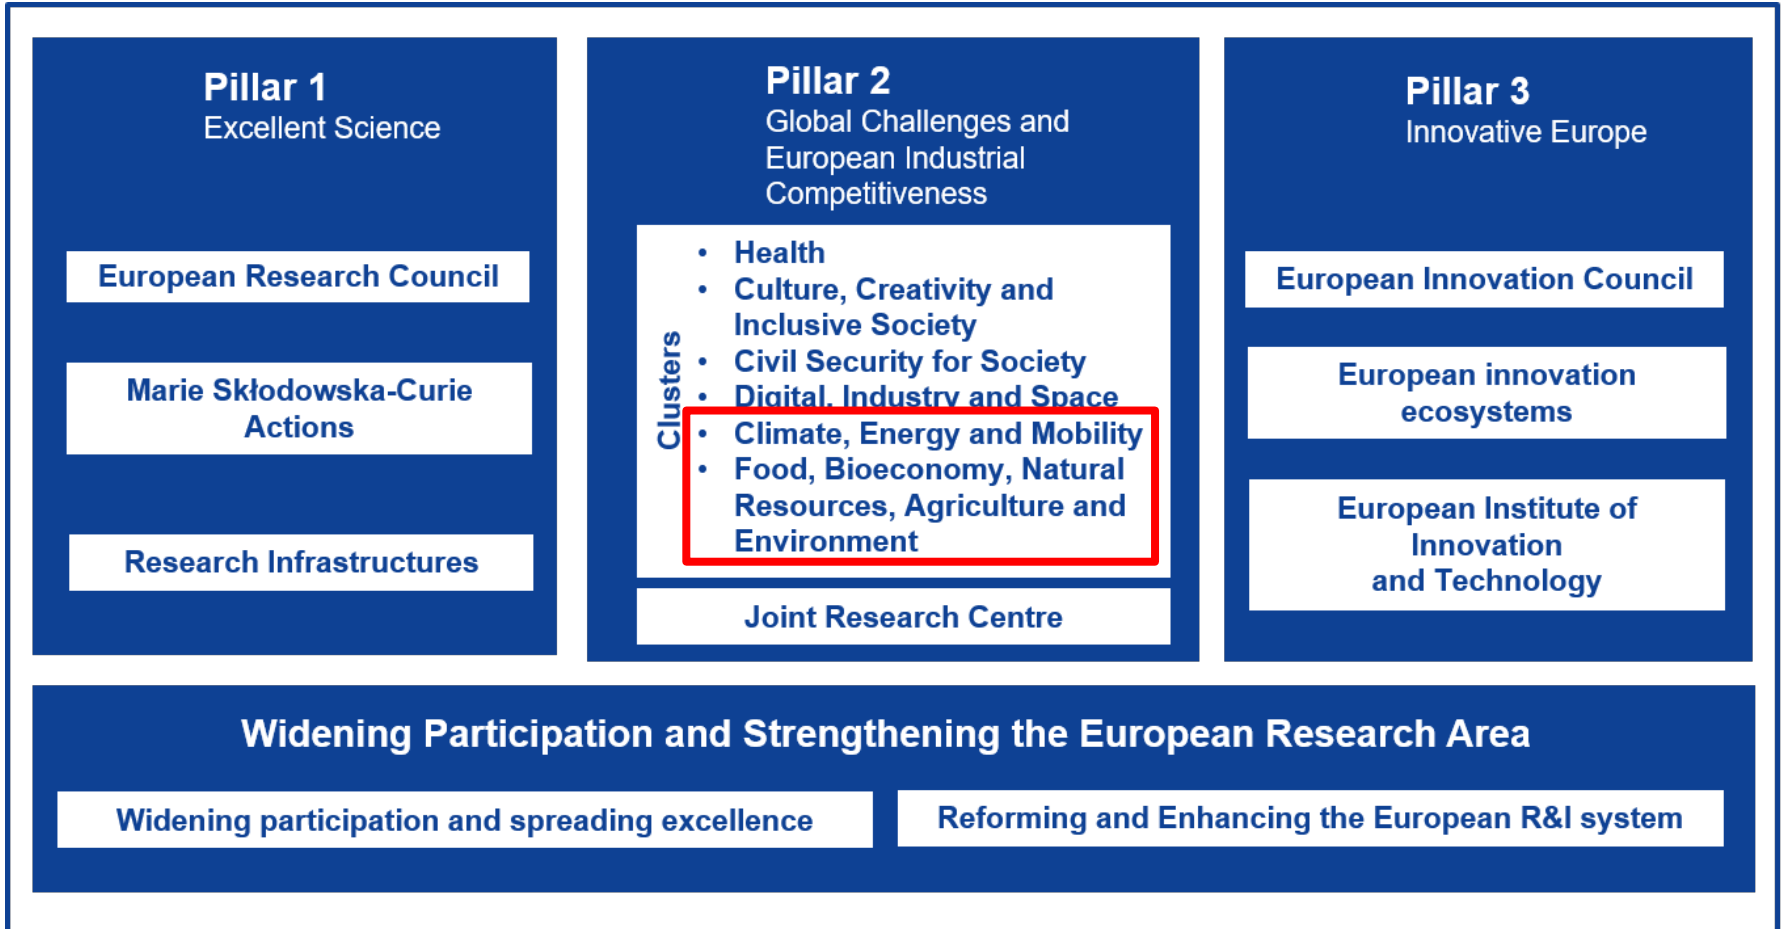 Pillar 1
Excellent Science
European Research Council
Marie Skłodowska-Curie
Actions
Research Infrastructures
Pillar 2
Global Challenges and
European Industrial
Competitiveness
Clusters
• Health
• Culture, Creativity and
Inclusive Society
• Civil Security for Society
• Digital, Industry and Space
• Climate, Energy and Mobility
• Food, Bioeconomy, Natural
Resources, Agriculture and
Environment
Joint Research Centre
Pillar 3
Innovative Europe
European Innovation Council
European innovation
ecosystems
European Institute of
Innovation
and Technology
Widening Participation and Strengthening the European Research Area
Widening participation and spreading excellence
Reforming and Enhancing the European R&I system